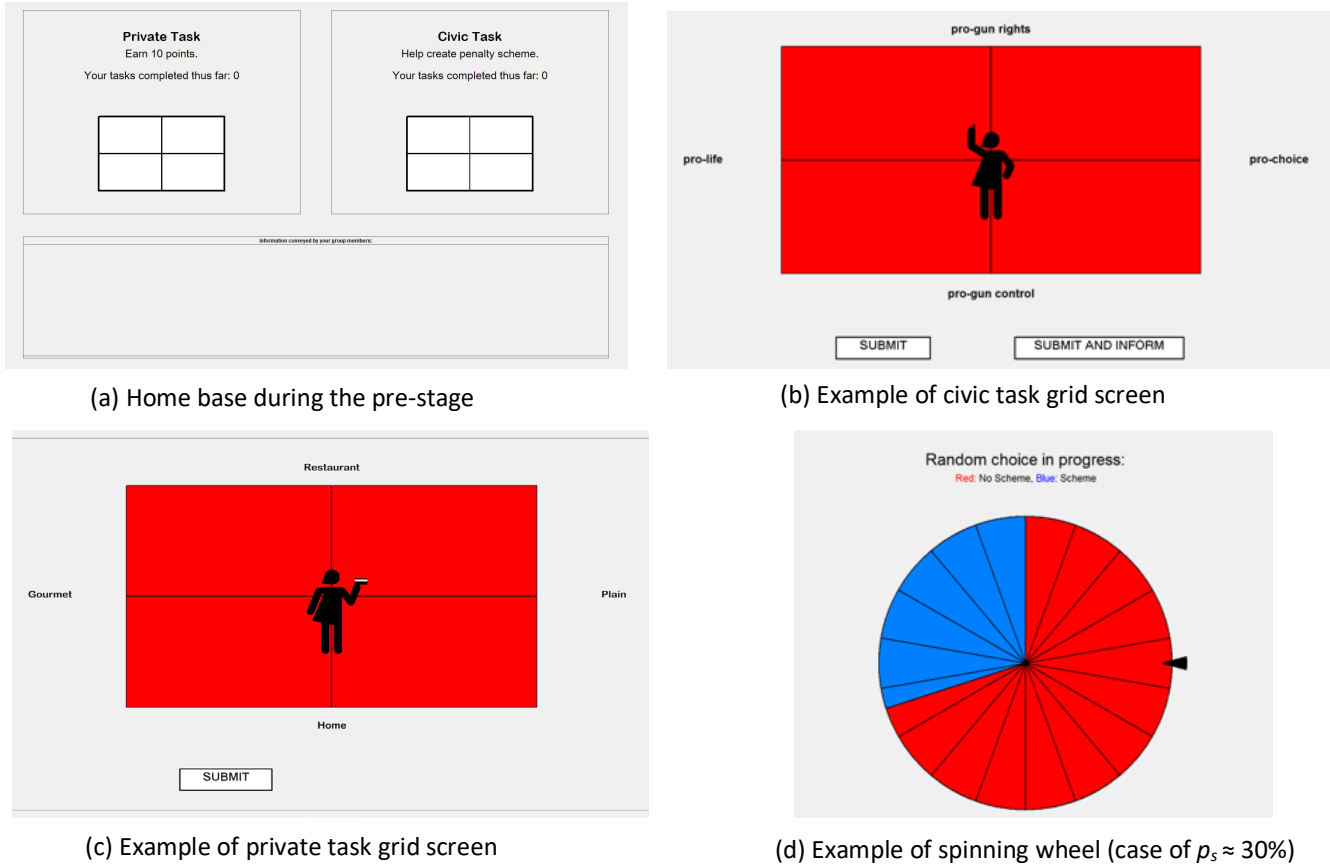 Private Task
Earn 10 points.
Your tasks completed thus far: 0
Civic Task
Help create penalty scheme.
Your tasks completed thus far: 0
Information conveyed by your group members:
(a) Home base during the pre-stage
pro-gun rights
pro-life
pro-choice
pro-gun control
SUBMIT
SUBMIT AND INFORM
(b) Example of civic task grid screen
Restaurant
Gourmet
Plain
Home
SUBMIT
(c) Example of private task grid screen
Random choice in progress:
Red: No Scheme, Blue: Scheme
(d) Example of spinning wheel (case of pₛ ≈ 30%)